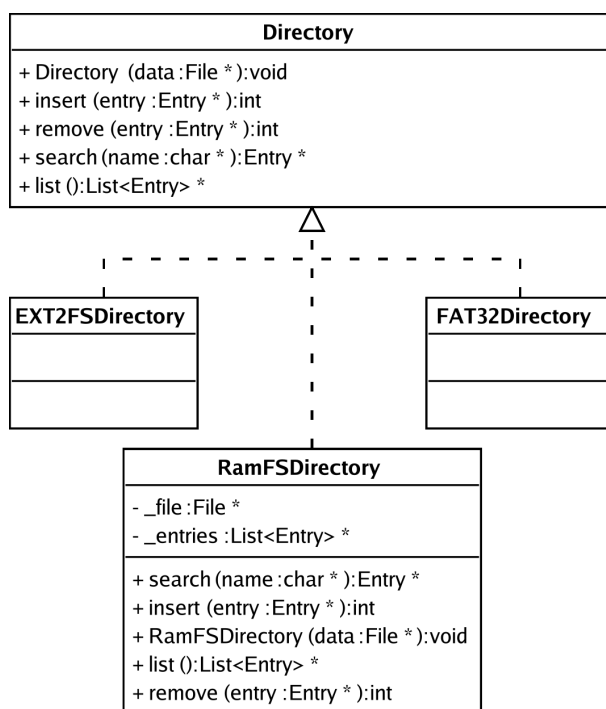 Directory
+ Directory (data:File *):void
+ insert (entry:Entry *):int
+ remove (entry:Entry *):int
+ search (name:char *):Entry *
+ list ():List<Entry> *
EXT2FSDirectory
FAT32Directory
RamFSDirectory
- _file:File *
- _entries :List<Entry> *
+ search (name:char *):Entry *
+ insert (entry:Entry *):int
+ RamFSDirectory (data:File *):void
+ list ():List<Entry> *
+ remove (entry:Entry *):int